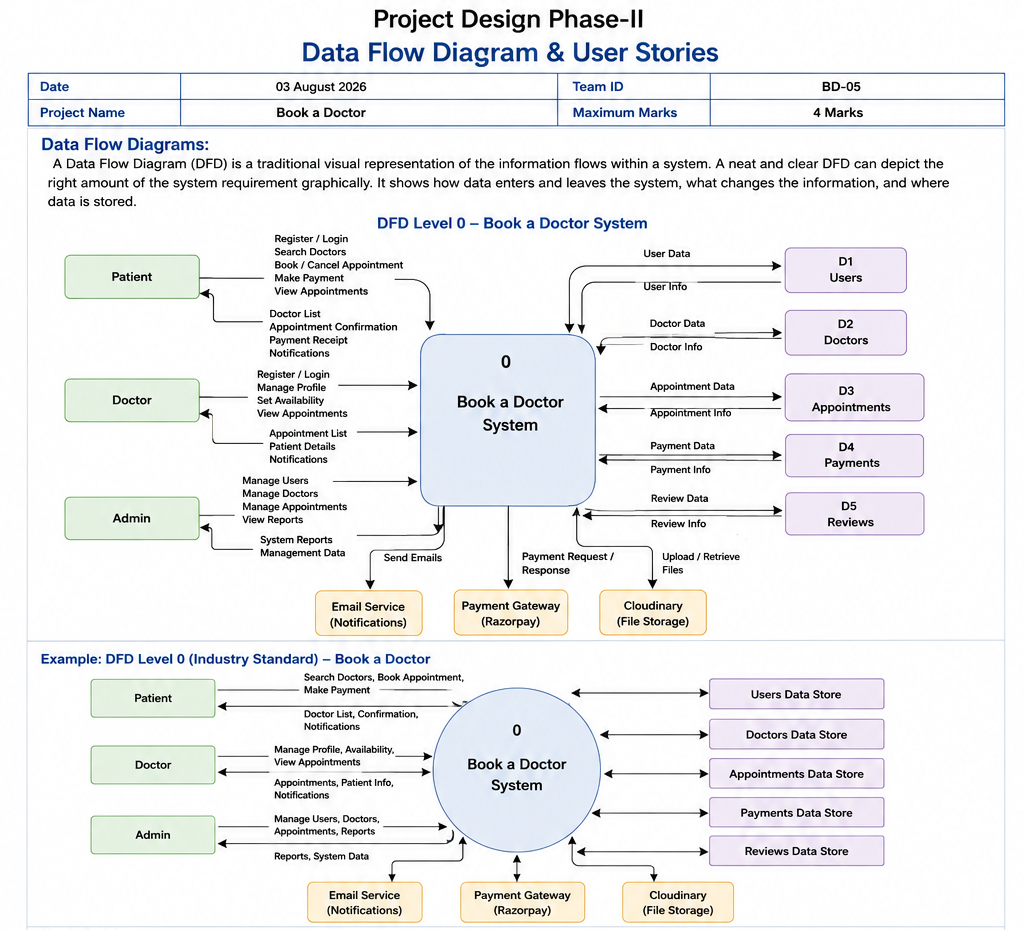 Project Design Phase-II
Data Flow Diagram & User Stories
Date
03 August 2026
Team ID
BD-05
Project Name
Book a Doctor
Maximum Marks
4 Marks
Data Flow Diagrams:
A Data Flow Diagram (DFD) is a traditional visual representation of the information flows within a system. A neat and clear DFD can depict the
right amount of the system requirement graphically. It shows how data enters and leaves the system, what changes the information, and where
data is stored.
DFD Level 0 – Book a Doctor System
Patient
Register / Login
Search Doctors
Book / Cancel Appointment
Make Payment
View Appointments
Doctor List
Appointment Confirmation
Payment Receipt
Notifications
Doctor
Register / Login
Manage Profile
Set Availability
View Appointments
Appointment List
Patient Details
Notifications
Admin
Manage Users
Manage Doctors
Manage Appointments
View Reports
System Reports
Management Data
0
Book a Doctor
System
User Data
User Info
D1
Users
Doctor Data
Doctor Info
D2
Doctors
Appointment Data
Appointment Info
D3
Appointments
Payment Data
Payment Info
D4
Payments
Review Data
Review Info
D5
Reviews
Send Emails
Payment Request /
Response
Upload / Retrieve
Files
Email Service
(Notifications)
Payment Gateway
(Razorpay)
Cloudinary
(File Storage)
Example: DFD Level 0 (Industry Standard) – Book a Doctor
Patient
Search Doctors, Book Appointment,
Make Payment
Doctor List, Confirmation,
Notifications
Doctor
Manage Profile, Availability,
View Appointments
Appointments, Patient Info,
Notifications
Admin
Manage Users, Doctors,
Appointments, Reports
Reports, System Data
0
Book a Doctor
System
Users Data Store
Doctors Data Store
Appointments Data Store
Payments Data Store
Reviews Data Store
Email Service
(Notifications)
Payment Gateway
(Razorpay)
Cloudinary
(File Storage)